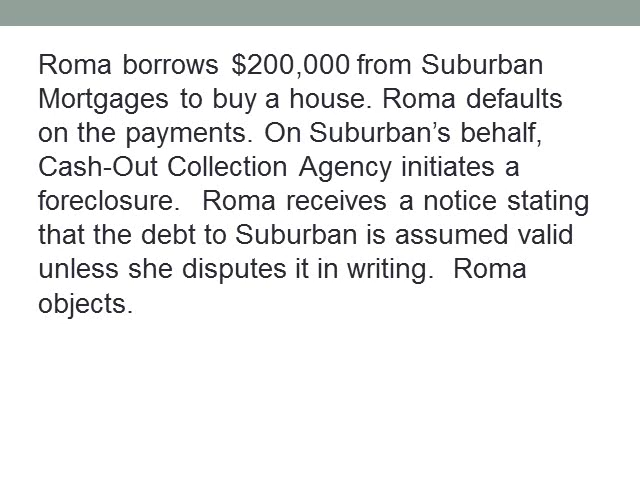 Roma borrows $200,000 from Suburban
Mortgages to buy a house. Roma defaults
on the payments. On Suburban’s behalf,
Cash-Out Collection Agency initiates a
foreclosure.  Roma receives a notice stating
that the debt to Suburban is assumed valid
unless she disputes it in writing.  Roma
objects.